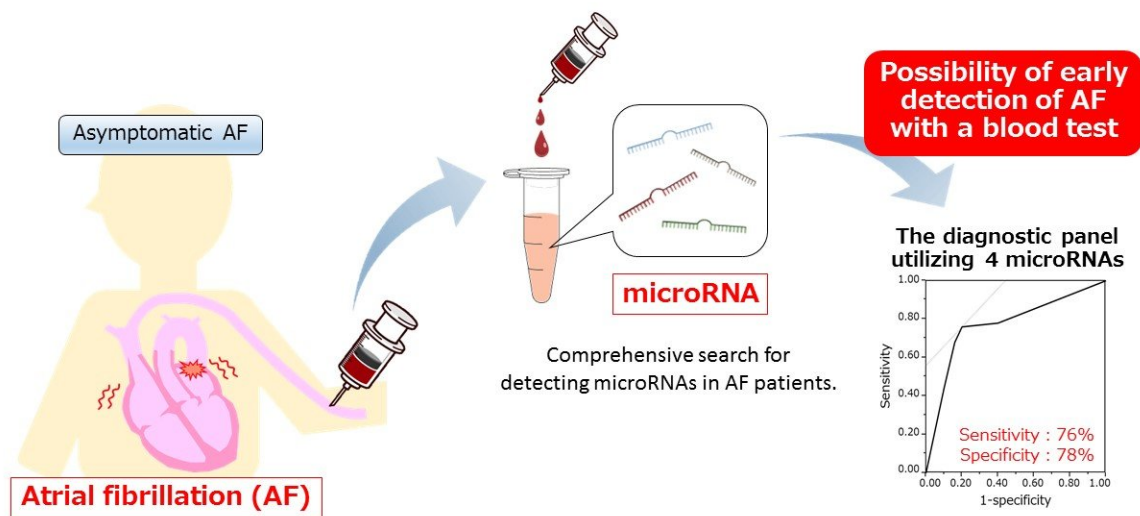 Asymptomatic AF
Atrial fibrillation (AF)
microRNA
Comprehensive search for
detecting microRNAs in AF patients.
Possibility of early
detection of AF
with a blood test
The diagnostic panel
utilizing 4 microRNAs
1.00
0.80
0.60
0.40
0.20
0.00
Sensitivity
Sensitivity : 76%
Specificity : 78%
0.00 0.20 0.40 0.60 0.80 1.00
1-specificity